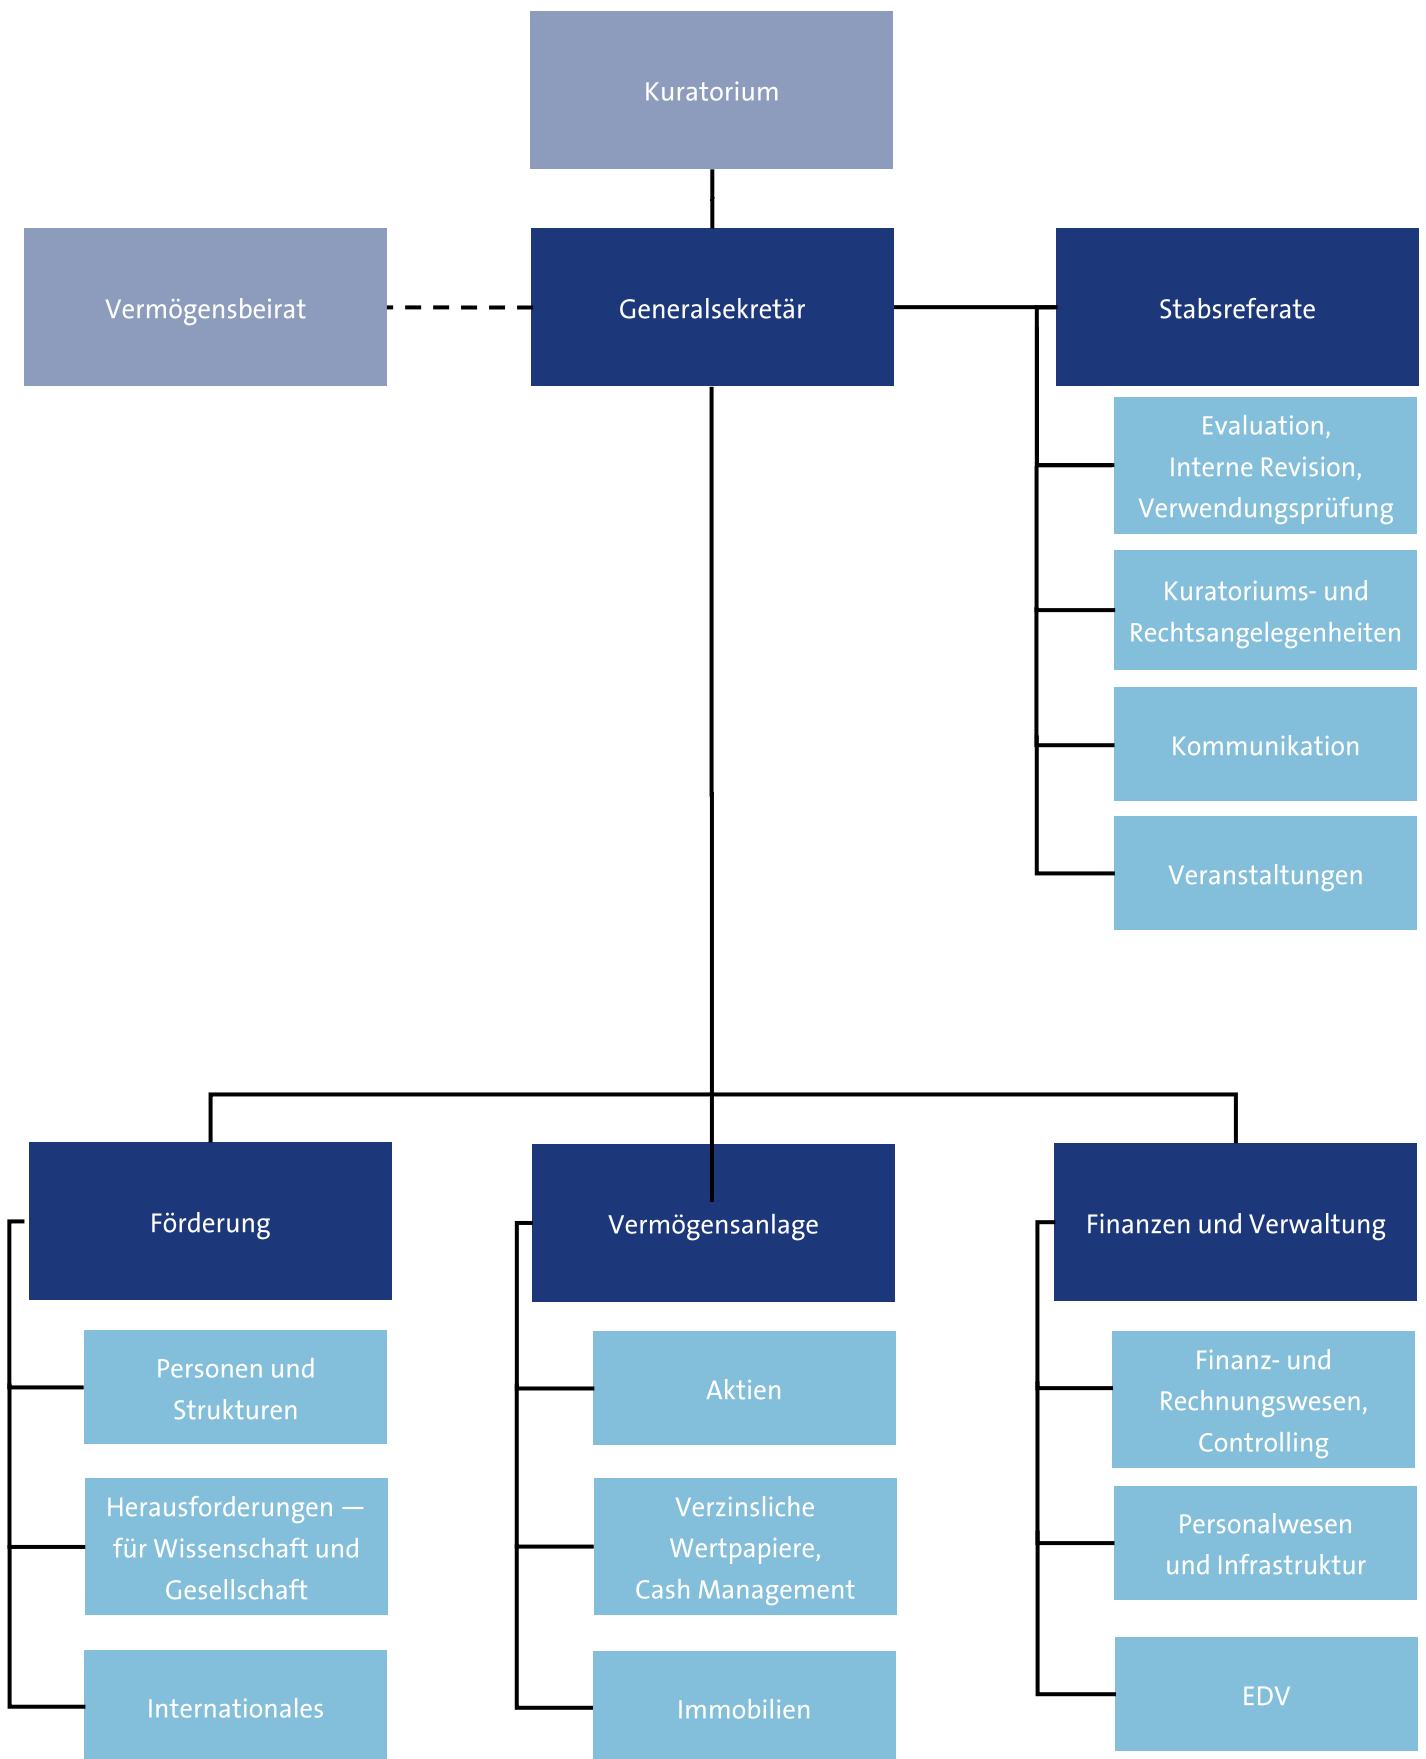 Kuratorium
Vermögensbeirat
Generalsekretär
Stabsreferate
Evaluation,
Interne Revision,
Verwendungsprüfung
Kuratoriums- und
Rechtsangelegenheiten
Kommunikation
Veranstaltungen
Förderung
Personen und
Strukturen
Herausforderungen —
für Wissenschaft und
Gesellschaft
Internationales
Vermögensanlage
Aktien
Verzinsliche
Wertpapiere,
Cash Management
Immobilien
Finanzen und Verwaltung
Finanz- und
Rechnungswesen,
Controlling
Personalwesen
und Infrastruktur
EDV